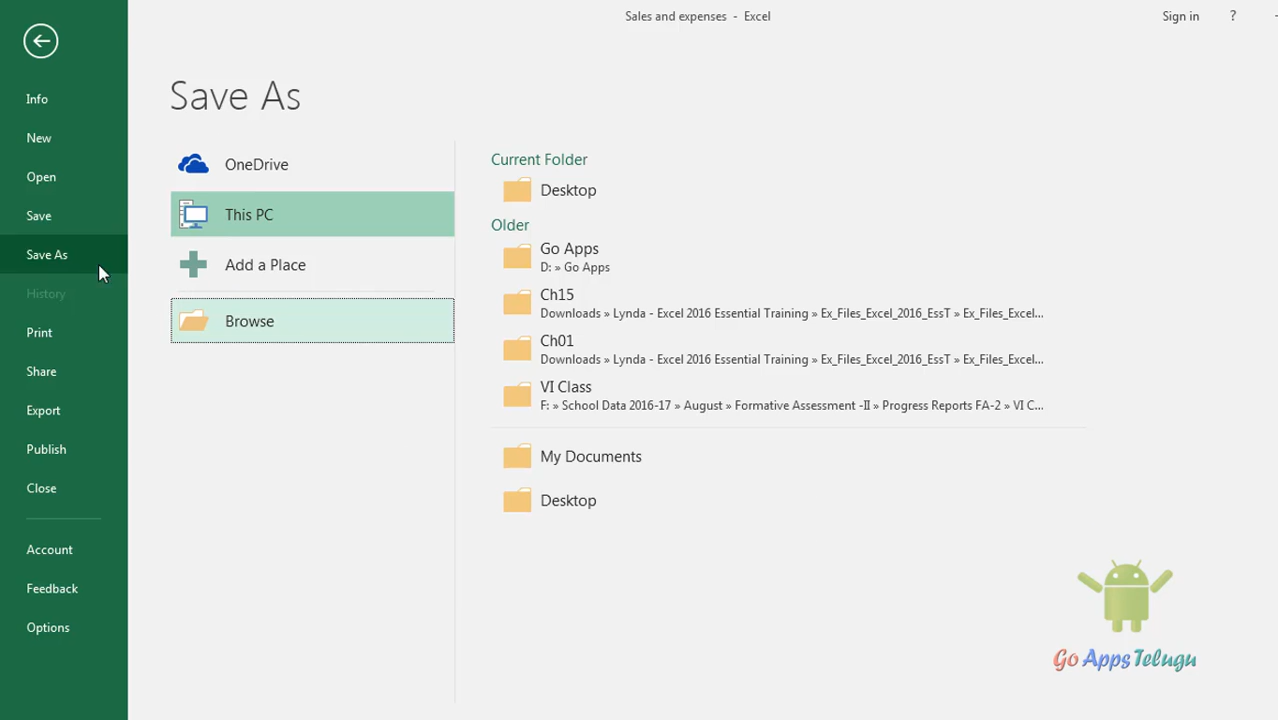 Sales and expenses - Excel
Sign in
?
Info
New
Open
Save
Save As
History
Print
Share
Export
Publish
Close
Account
Feedback
Options
Save As
OneDrive
This PC
Add a Place
Browse
Current Folder
Desktop
Older
Go Apps
D: » Go Apps
Ch15
Downloads » Lynda - Excel 2016 Essential Training » Ex_Files_Excel_2016_EssT » Ex_Files_Excel...
Ch01
Downloads » Lynda - Excel 2016 Essential Training » Ex_Files_Excel_2016_EssT » Ex_Files_Excel...
VI Class
F: » School Data 2016-17 » August » Formative Assessment -II » Progress Reports FA-2 » VI C...
My Documents
Desktop
Go Apps Telugu